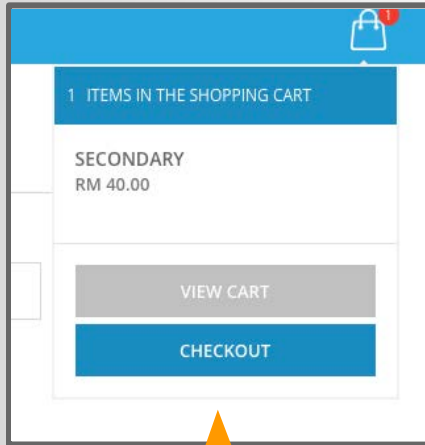 1
1 ITEMS IN THE SHOPPING CART
SECONDARY
RM 40.00
VIEW CART
CHECKOUT